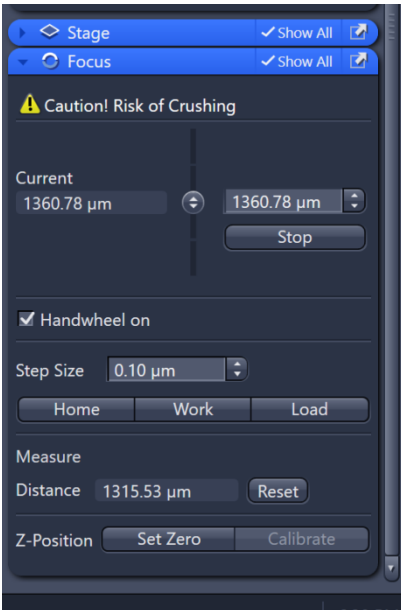 Stage Show All
Focus Show All
Caution! Risk of Crushing
Current
1360.78 µm 1360.78 µm
Stop
Handwheel on
Step Size 0.10 µm
Home Work Load
Measure
Distance 1315.53 µm Reset
Z-Position Set Zero Calibrate